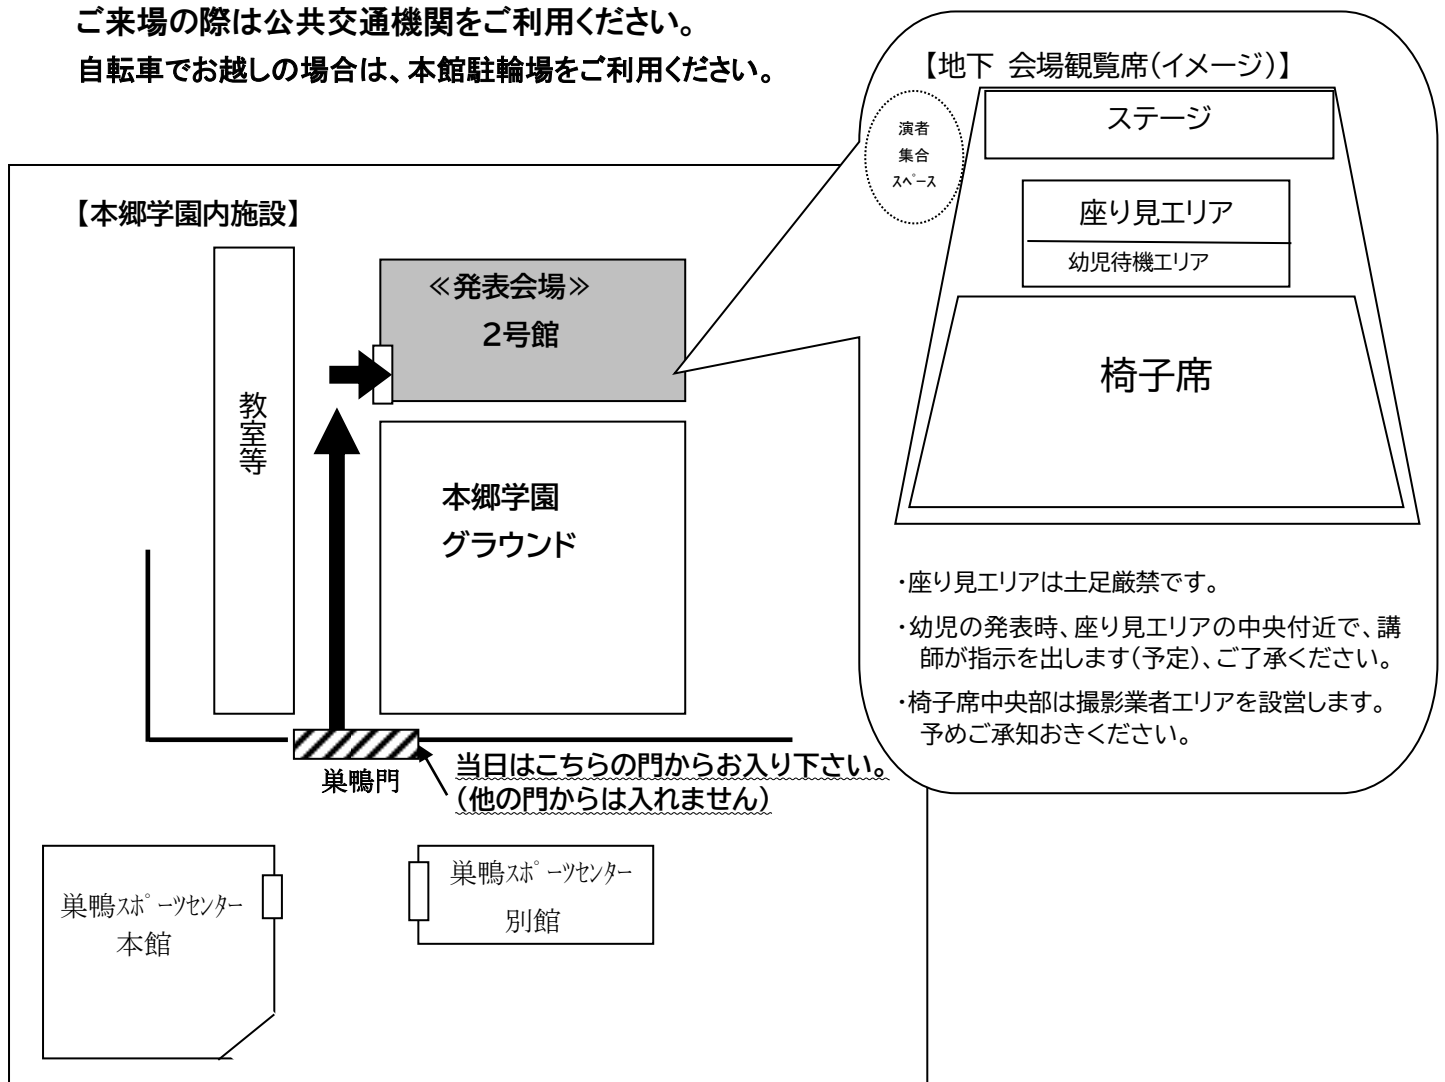 ご来場の際は公共交通機関をご利用ください。
自転車でお越しの場合は、本館駐輪場をご利用ください。
【本郷学園内施設】
教室等
≪発表会場≫
2号館
本郷学園
グラウンド
巣鴨門
当日はこちらの門からお入り下さい。
(他の門からは入れません)
巣鴨ｽﾎﾟｰﾂｾﾝﾀｰ
本館
巣鴨ｽﾎﾟｰﾂｾﾝﾀｰ
別館
【地下 会場観覧席(イメージ)】
演者
集合
ｽﾍﾟｰｽ
ステージ
座り見エリア
幼児待機エリア
椅子席
・座り見エリアは土足厳禁です。
・幼児の発表時、座り見エリアの中央付近で、講
師が指示を出します(予定)、ご了承ください。
・椅子席中央部は撮影業者エリアを設営します。
予めご承知おきください。